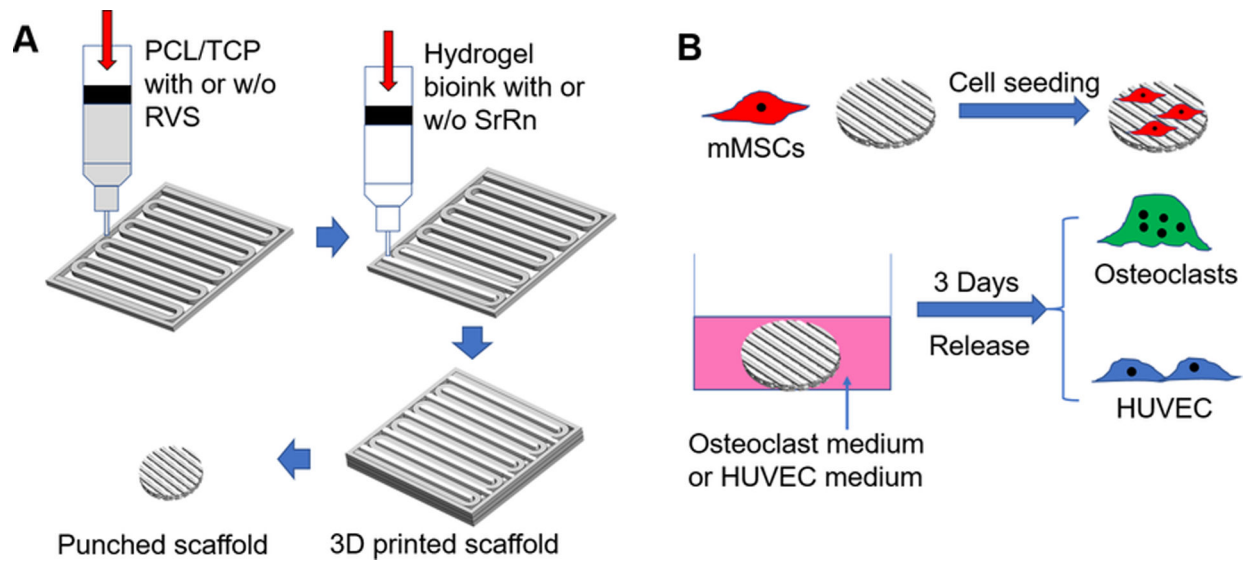 A
PCL/TCP
with or w/o
RVS
Hydrogel
bioink with or
w/o SrRn
Punched scaffold
3D printed scaffold
B
mMSCs
Cell seeding
3 Days
Release
Osteoclasts
HUVEC
Osteoclast medium
or HUVEC medium